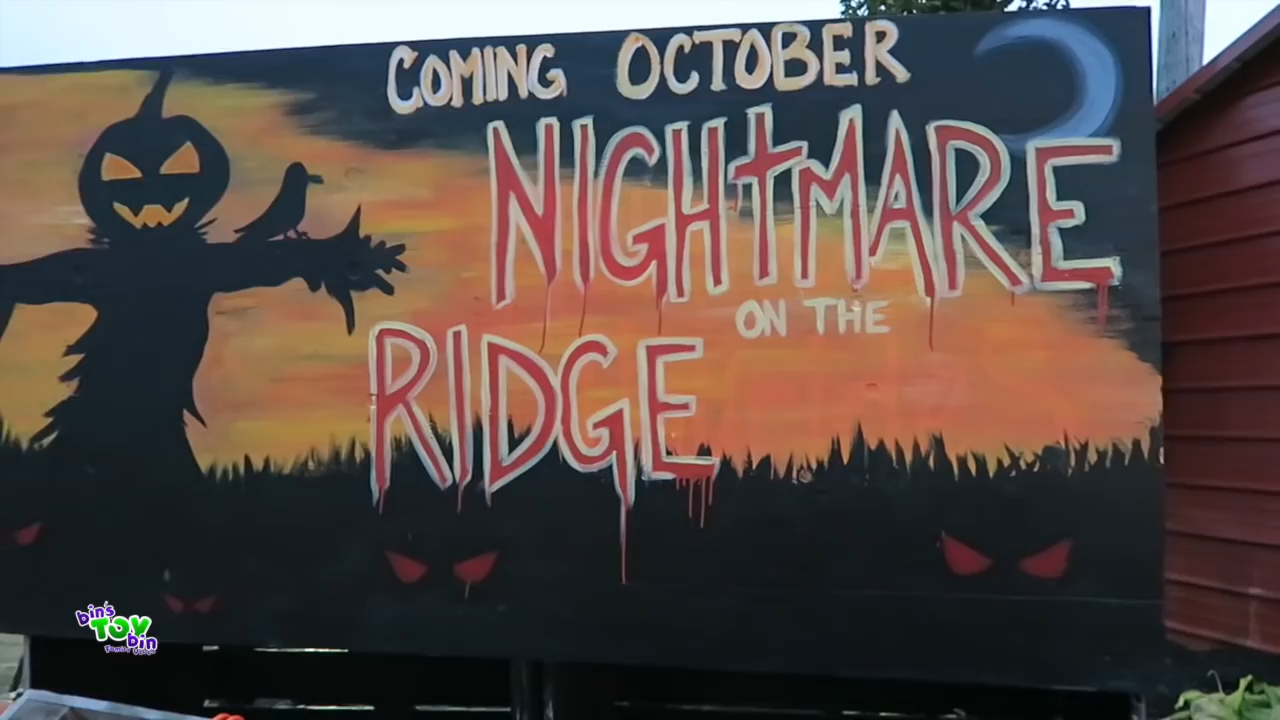 COMING OCTOBER
NIGHTMARE
ON THE
RIDGE
bin's
TOY
bin